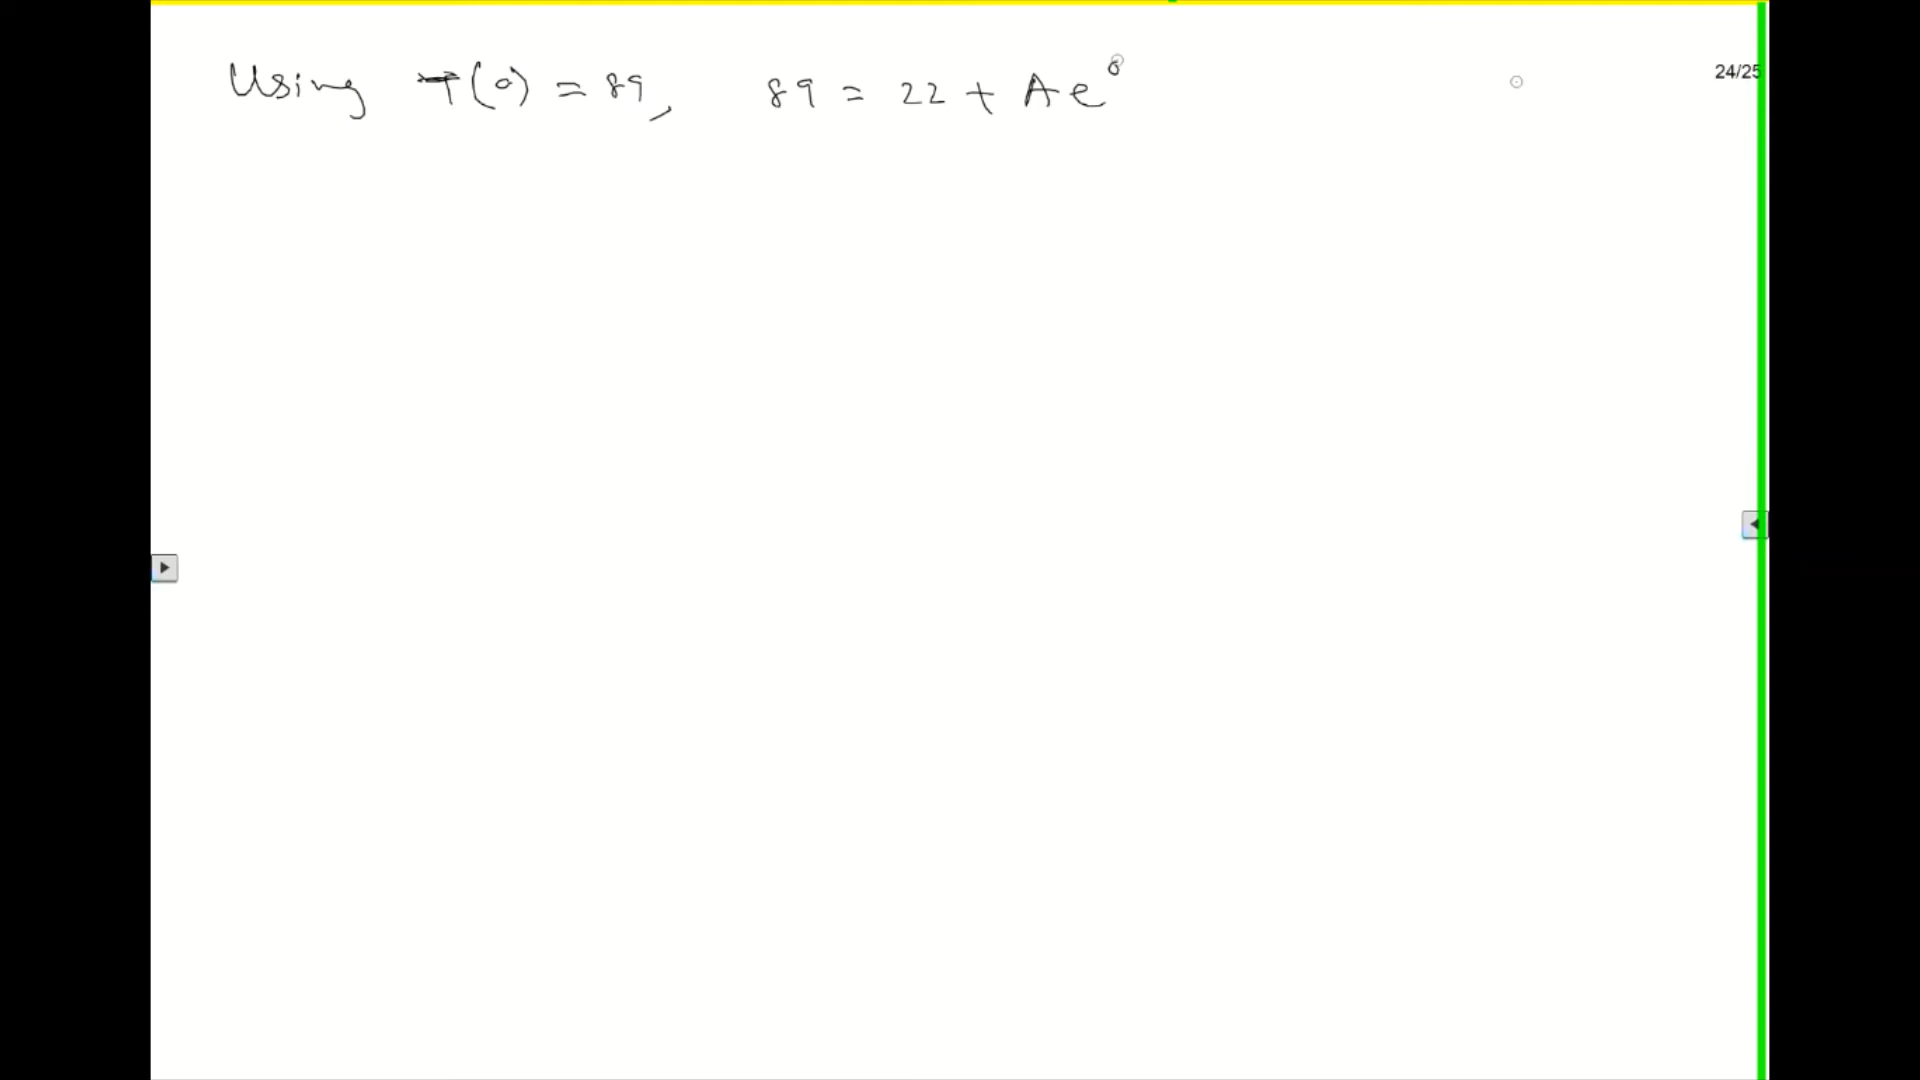 Using T(0) = 89, 89 = 22 + Ae⁰
24/25